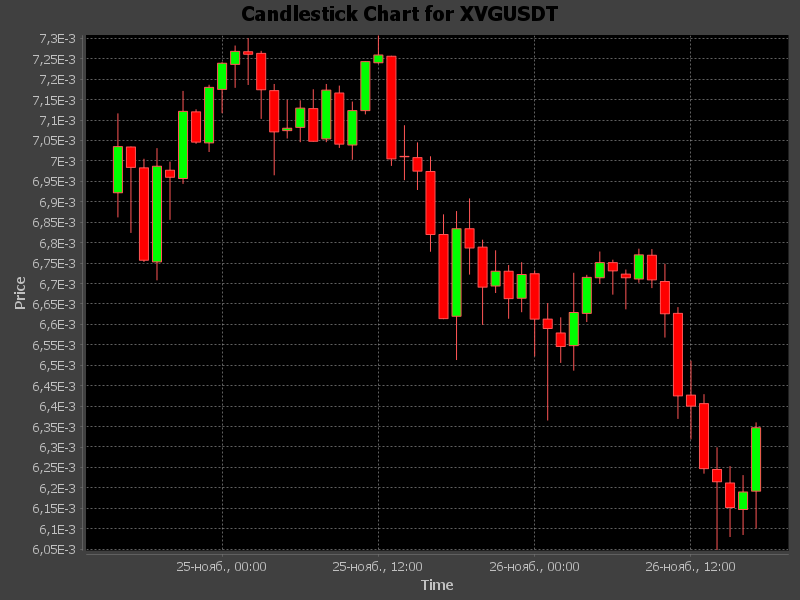 Candlestick Chart for XVGUSDT
7,3E-3
7,25E-3
7,2E-3
7,15E-3
7,1E-3
7,05E-3
7E-3
6,95E-3
6,9E-3
6,85E-3
6,8E-3
6,75E-3
6,7E-3
6,65E-3
6,6E-3
6,55E-3
6,5E-3
6,45E-3
6,4E-3
6,35E-3
6,3E-3
6,25E-3
6,2E-3
6,15E-3
6,1E-3
6,05E-3
Price
25-нояб., 00:00
25-нояб., 12:00
26-нояб., 00:00
26-нояб., 12:00
Time